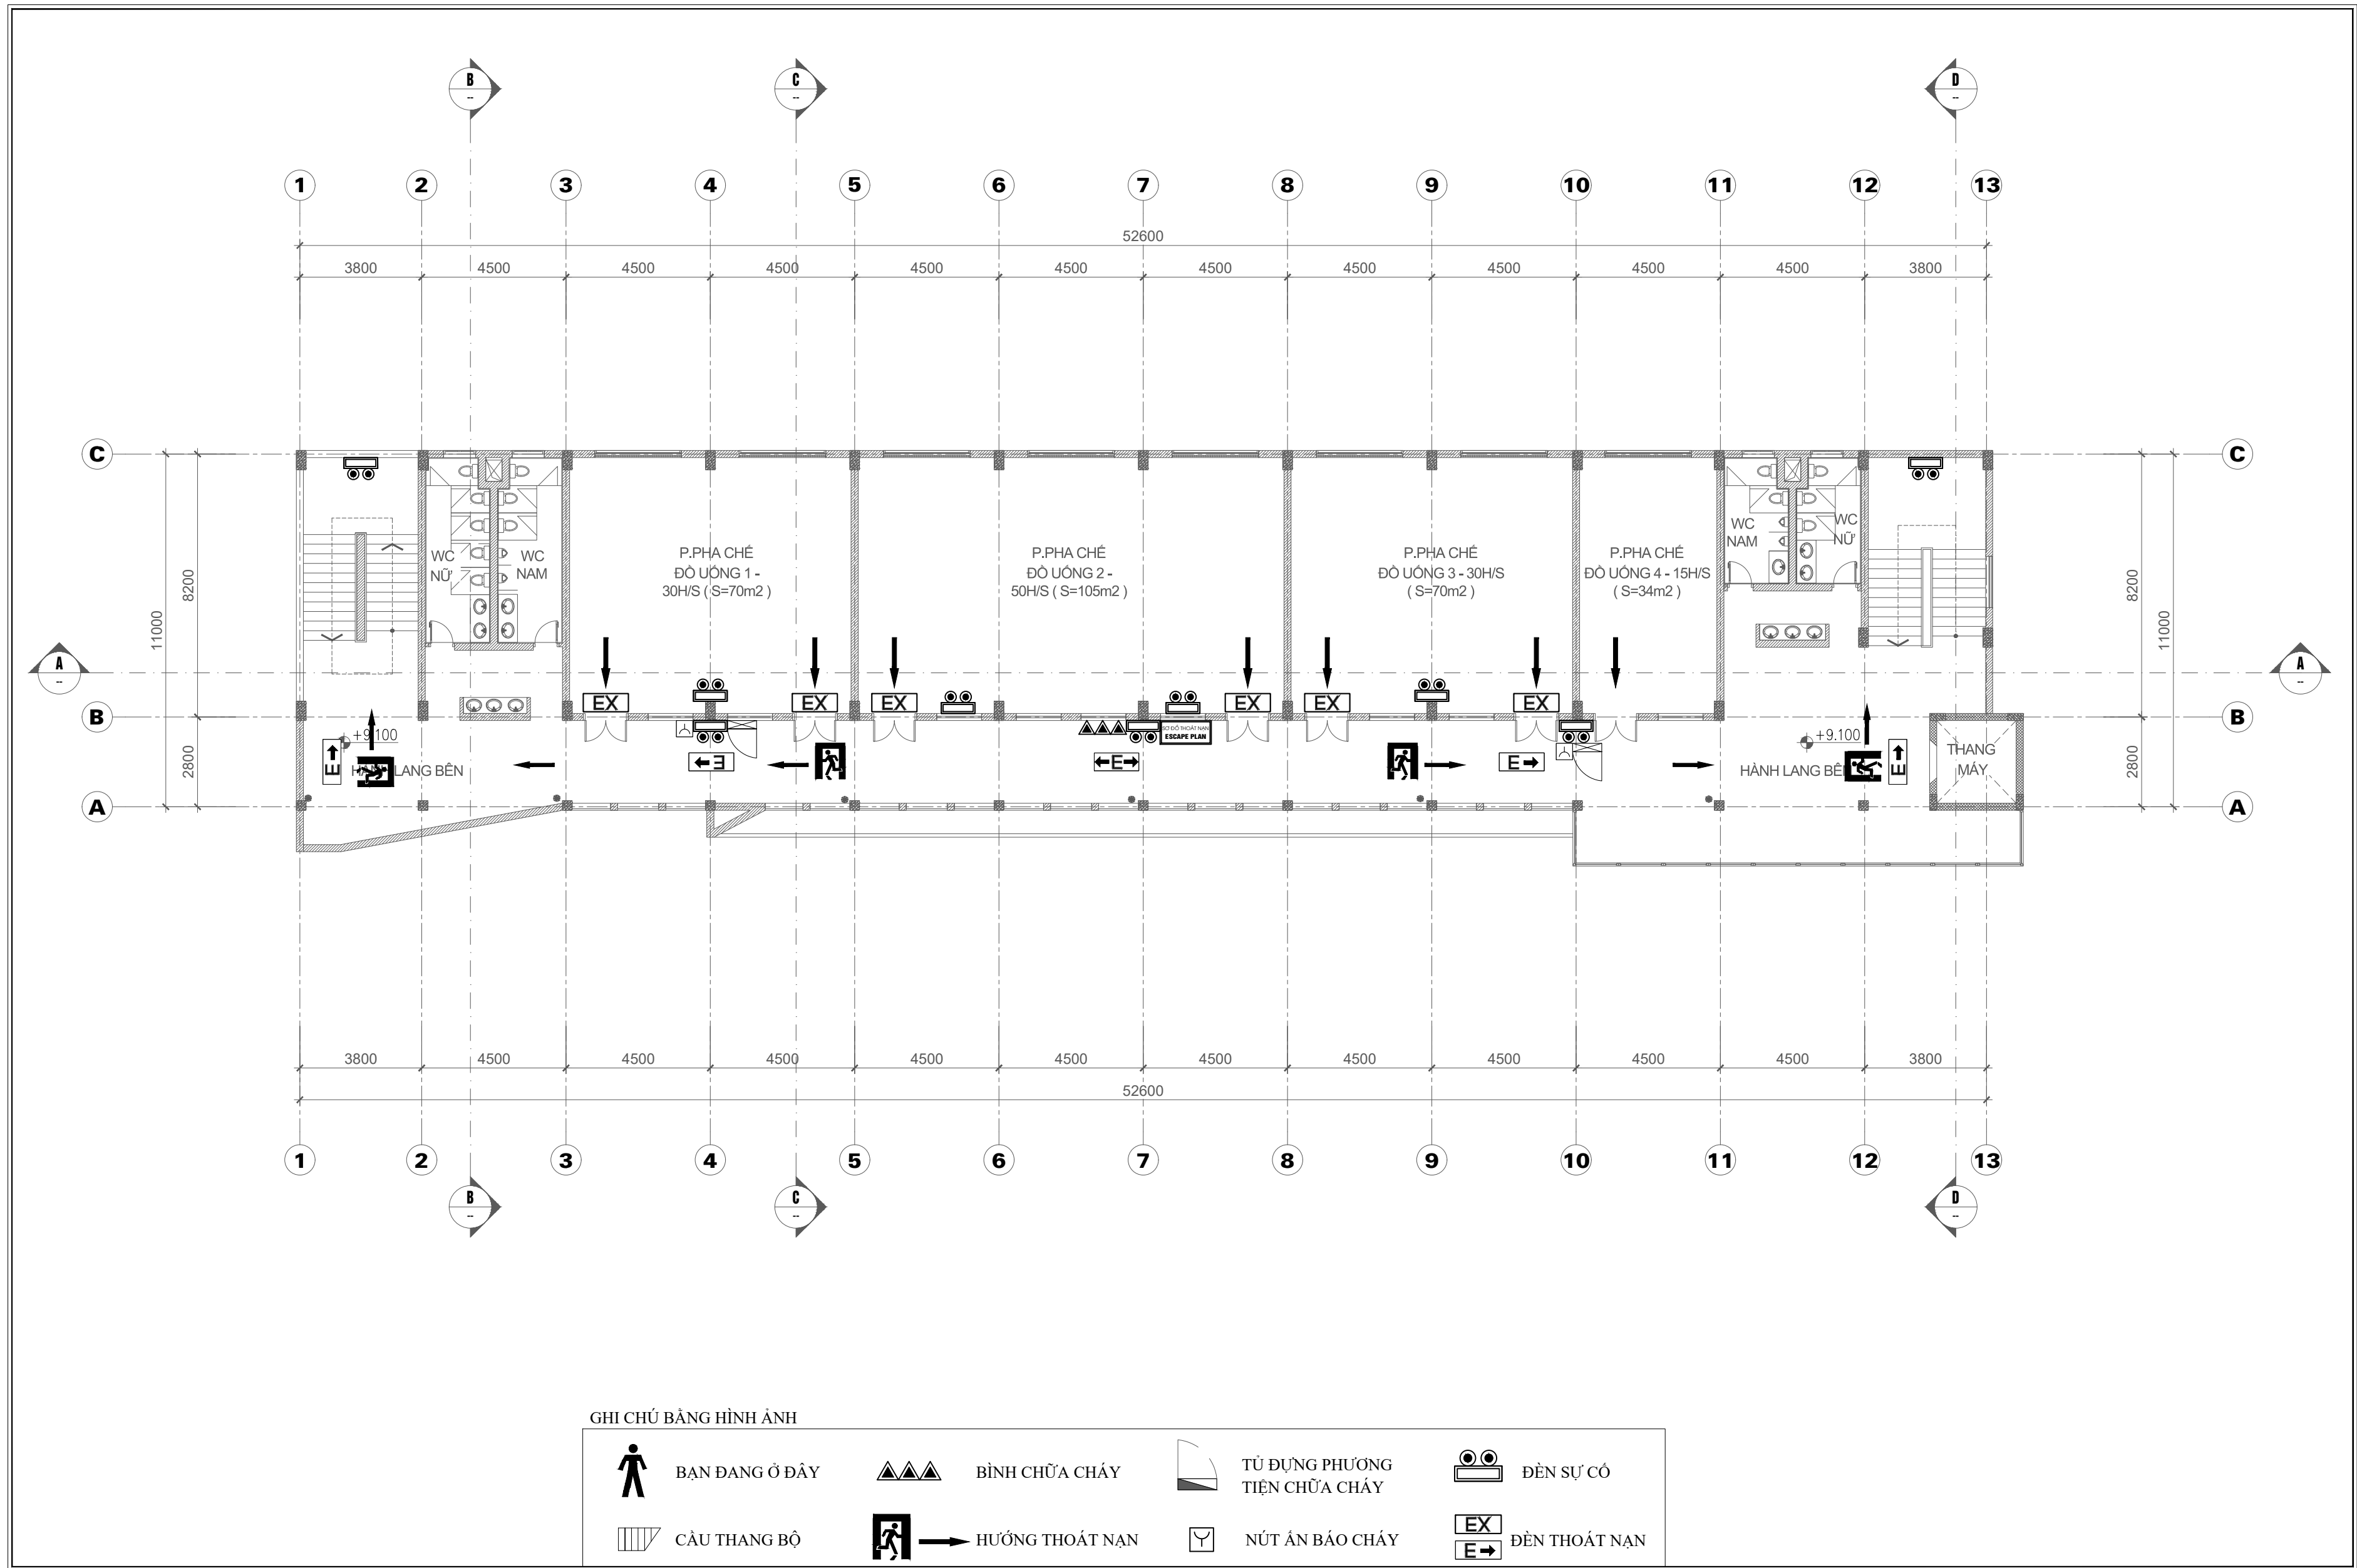 B
--
C
--
D
--
1 2 3 4 5 6 7 8 9 10 11 12 13
52600
3800 4500 4500 4500 4500 4500 4500 4500 4500 4500 4500 3800
C C
WC
NỮ
WC
NAM
P.PHA CHẾ
ĐỒ UỐNG 1 -
30H/S ( S=70m2 )
P.PHA CHẾ
ĐỒ UỐNG 2 -
50H/S ( S=105m2 )
P.PHA CHẾ
ĐỒ UỐNG 3 - 30H/S
( S=70m2 )
P.PHA CHẾ
ĐỒ UỐNG 4 - 15H/S
( S=34m2 )
WC
NAM
WC
NỮ
8200
11000
8200
11000
A
--
A
--
EX EX EX EX EX EX
B B
SƠ ĐỒ THOÁT NẠN
ESCAPE PLAN
+9.100
+9.100
2800
E
HÀNH LANG BÊN
E
E
E
HÀNH LANG BÊN
E
THANG
MÁY
2800
A A
3800 4500 4500 4500 4500 4500 4500 4500 4500 4500 4500 3800
52600
1 2 3 4 5 6 7 8 9 10 11 12 13
B
--
C
--
D
--
GHI CHÚ BẰNG HÌNH ẢNH
BẠN ĐANG Ở ĐÂY
BÌNH CHỮA CHÁY
TỦ ĐỰNG PHƯƠNG
TIỆN CHỮA CHÁY
ĐÈN SỰ CỐ
CẦU THANG BỘ
HƯỚNG THOÁT NẠN
NÚT ẤN BÁO CHÁY
EX
E
ĐÈN THOÁT NẠN